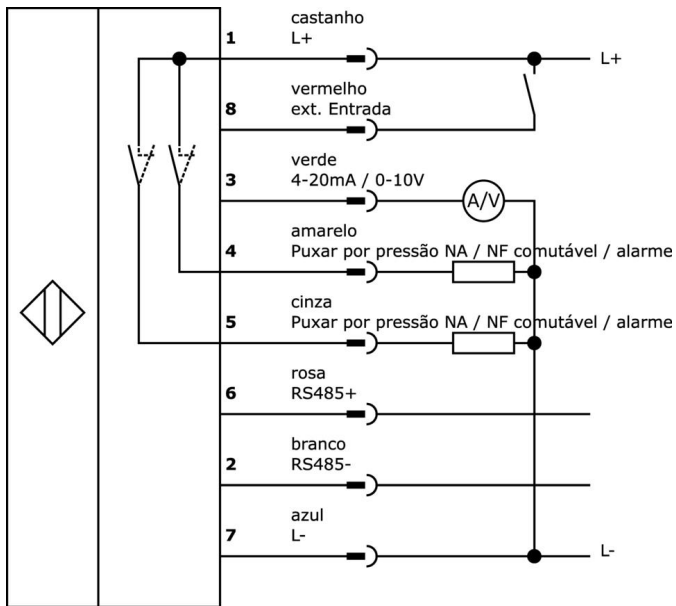 castanho
1 L+ L+
vermelho
8 ext. Entrada
verde
3 4-20mA / 0-10V
A/V
amarelo
4 Puxar por pressão NA / NF comutável / alarme
cinza
5 Puxar por pressão NA / NF comutável / alarme
rosa
6 RS485+
branco
2 RS485-
azul
7 L- L-